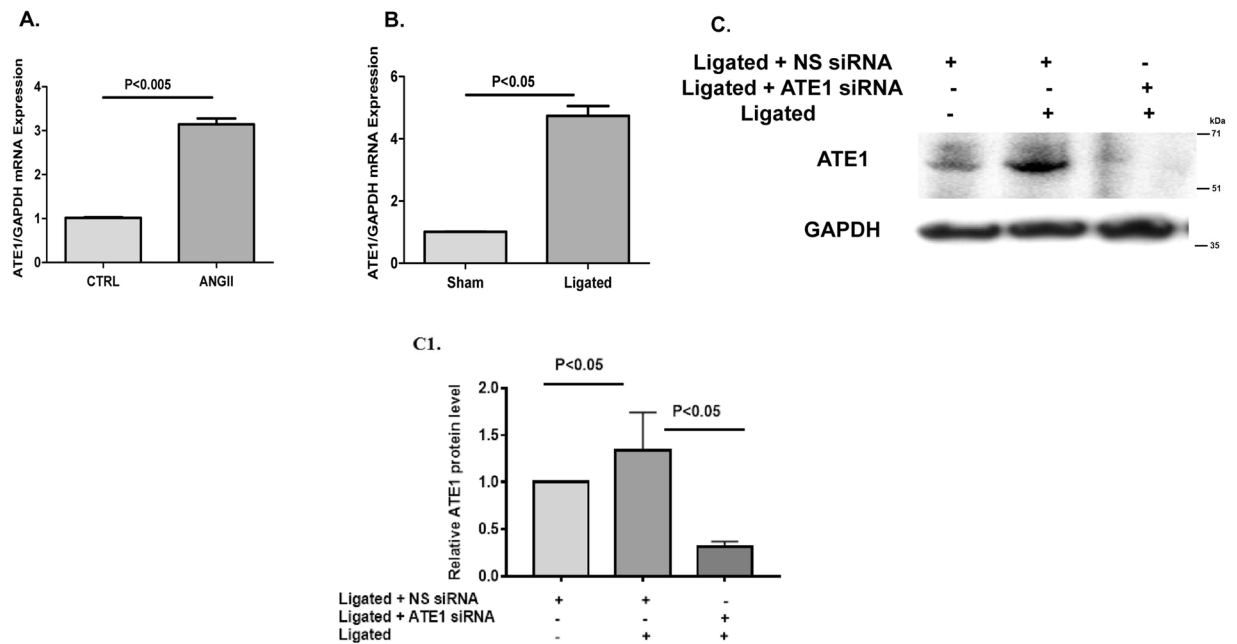 A.
ATE1/GAPDH mRNA Expression
P<0.005
4
3
2
1
0
CTRL ANGII
B.
ATE1/GAPDH mRNA Expression
P<0.05
6
4
2
0
Sham Ligated
C.
Ligated + NS siRNA + + -
Ligated + ATE1 siRNA - - +
Ligated - + +
kDa
ATE1
71
51
GAPDH
35
C1.
Relative ATE1 protein level
P<0.05
P<0.05
2.0
1.5
1.0
0.5
0.0
Ligated + NS siRNA + + -
Ligated + ATE1 siRNA - - +
Ligated - + +